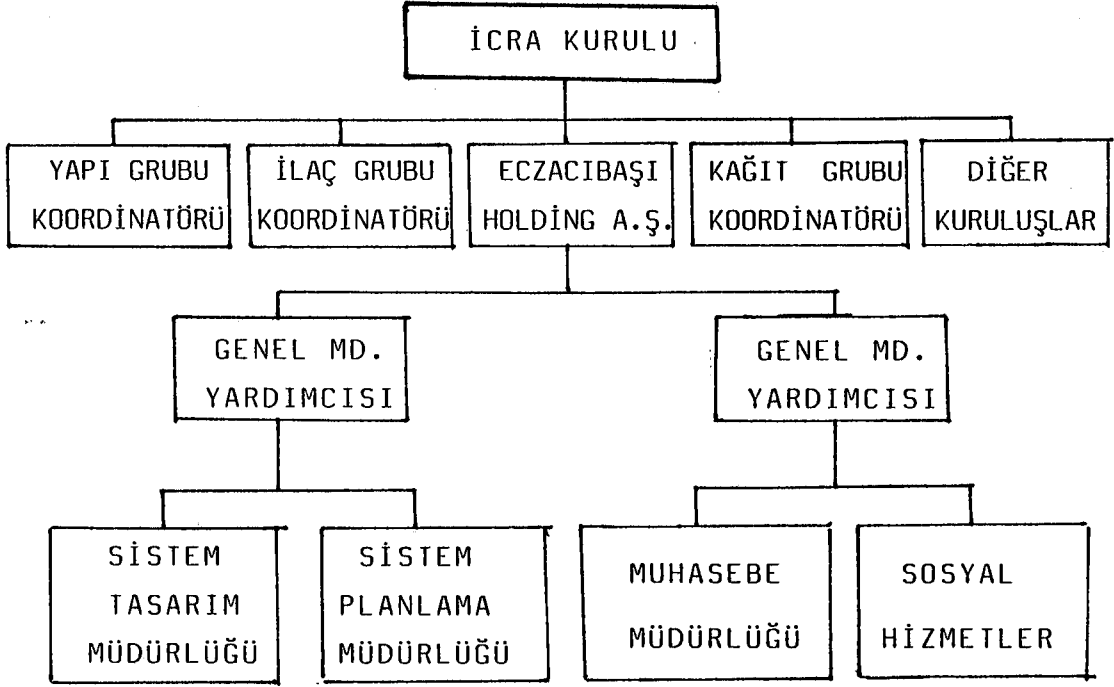 İCRA KURULU
YAPI GRUBU
KOORDİNATÖRÜ
İLAÇ GRUBU
KOORDİNATÖRÜ
ECZACIBAŞI
HOLDİNG A.Ş.
KAĞIT GRUBU
KOORDİNATÖRÜ
DİĞER
KURULUŞLAR
GENEL MD.
YARDIMCISI
GENEL MD.
YARDIMCISI
SİSTEM
TASARIM
MÜDÜRLÜĞÜ
SİSTEM
PLANLAMA
MÜDÜRLÜĞÜ
MUHASEBE
MÜDÜRLÜĞÜ
SOSYAL
HİZMETLER